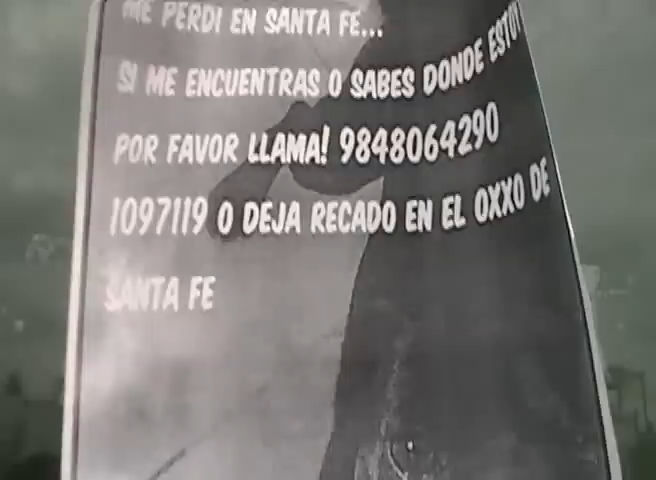 ME PERDI EN SANTA FE...
SI ME ENCUENTRAS O SABES DONDE ESTOY
POR FAVOR LLAMA! 9848064290
1097119 O DEJA RECADO EN EL OXXO DE
SANTA FE